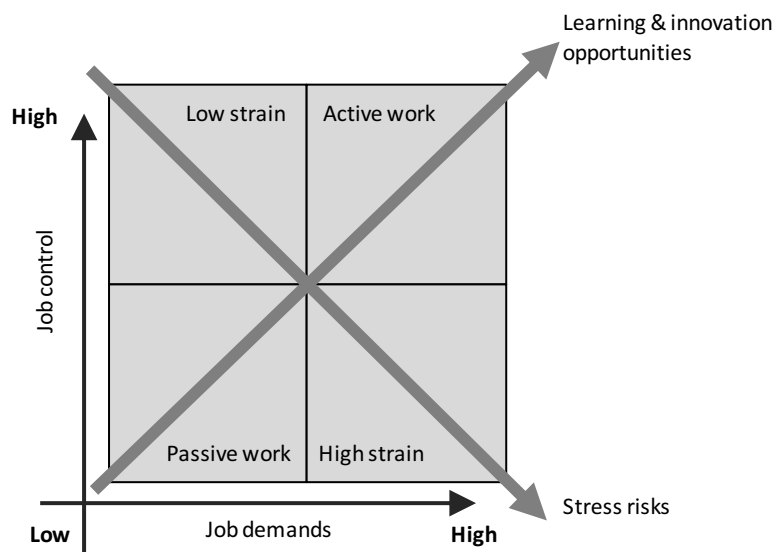 Learning & innovation
opportunities
High
Low strain
Active work
Job control
Passive work
High strain
Stress risks
Low
Job demands
High